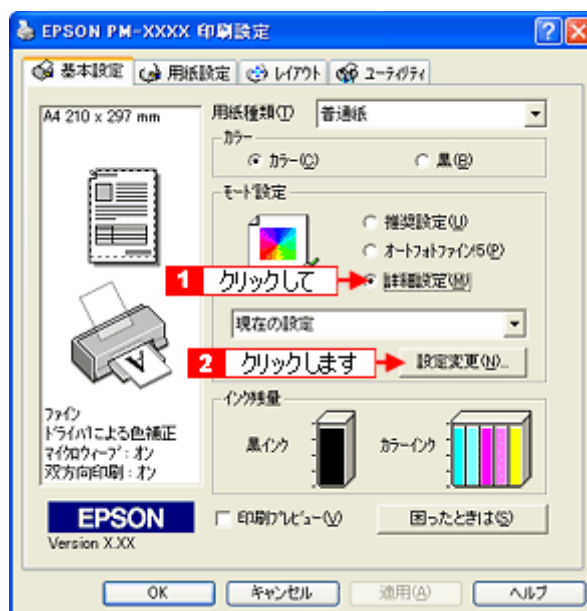 EPSON PM-XXXX 印刷設定
基本設定 用紙設定 レイアウト ユーティリティ
A4 210 x 297 mm
用紙種類(T) 普通紙
カラー
カラー(C) 黒(B)
モード設定
推奨設定(U)
オートフォトファイン!5(P)
1 クリックして 詳細設定(M)
現在の設定
2 クリックします 設定変更(N)...
インク残量
黒インク カラーインク
A
ファイン
ドライバによる色補正
マイクロウィーブ:オン
双方向印刷:オン
EPSON
Version X.XX
印刷プレビュー(V) 困ったときは(S)
OK キャンセル 適用(A) ヘルプ